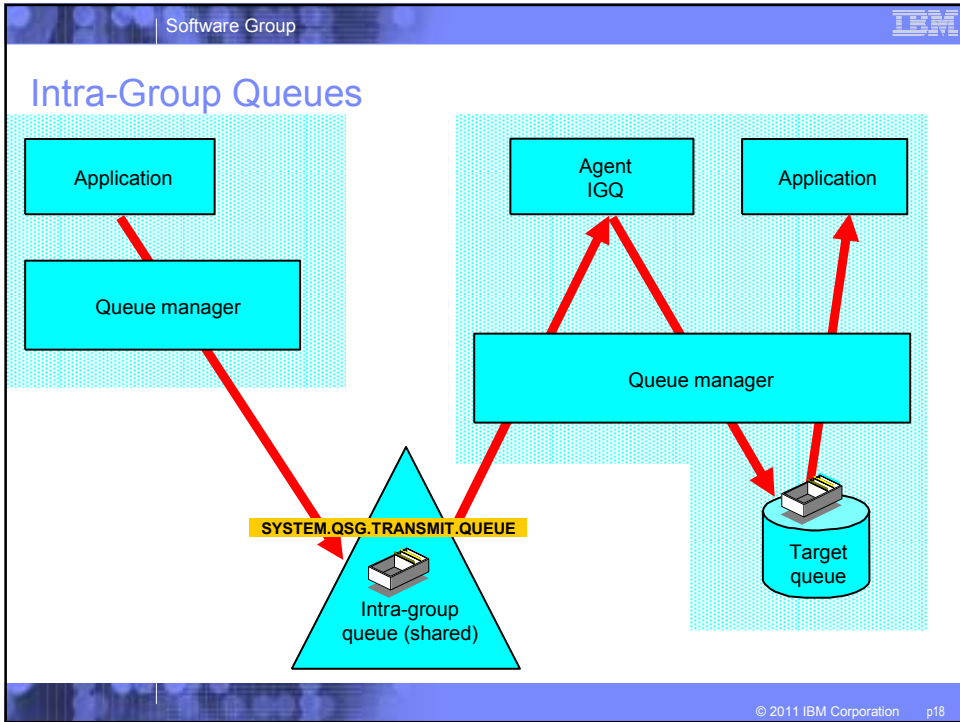 Software Group
IBM
Intra-Group Queues
Application
Queue manager
Agent
IGQ
Application
Queue manager
SYSTEM.QSG.TRANSMIT.QUEUE
Intra-group
queue (shared)
Target
queue
© 2011 IBM Corporation p18